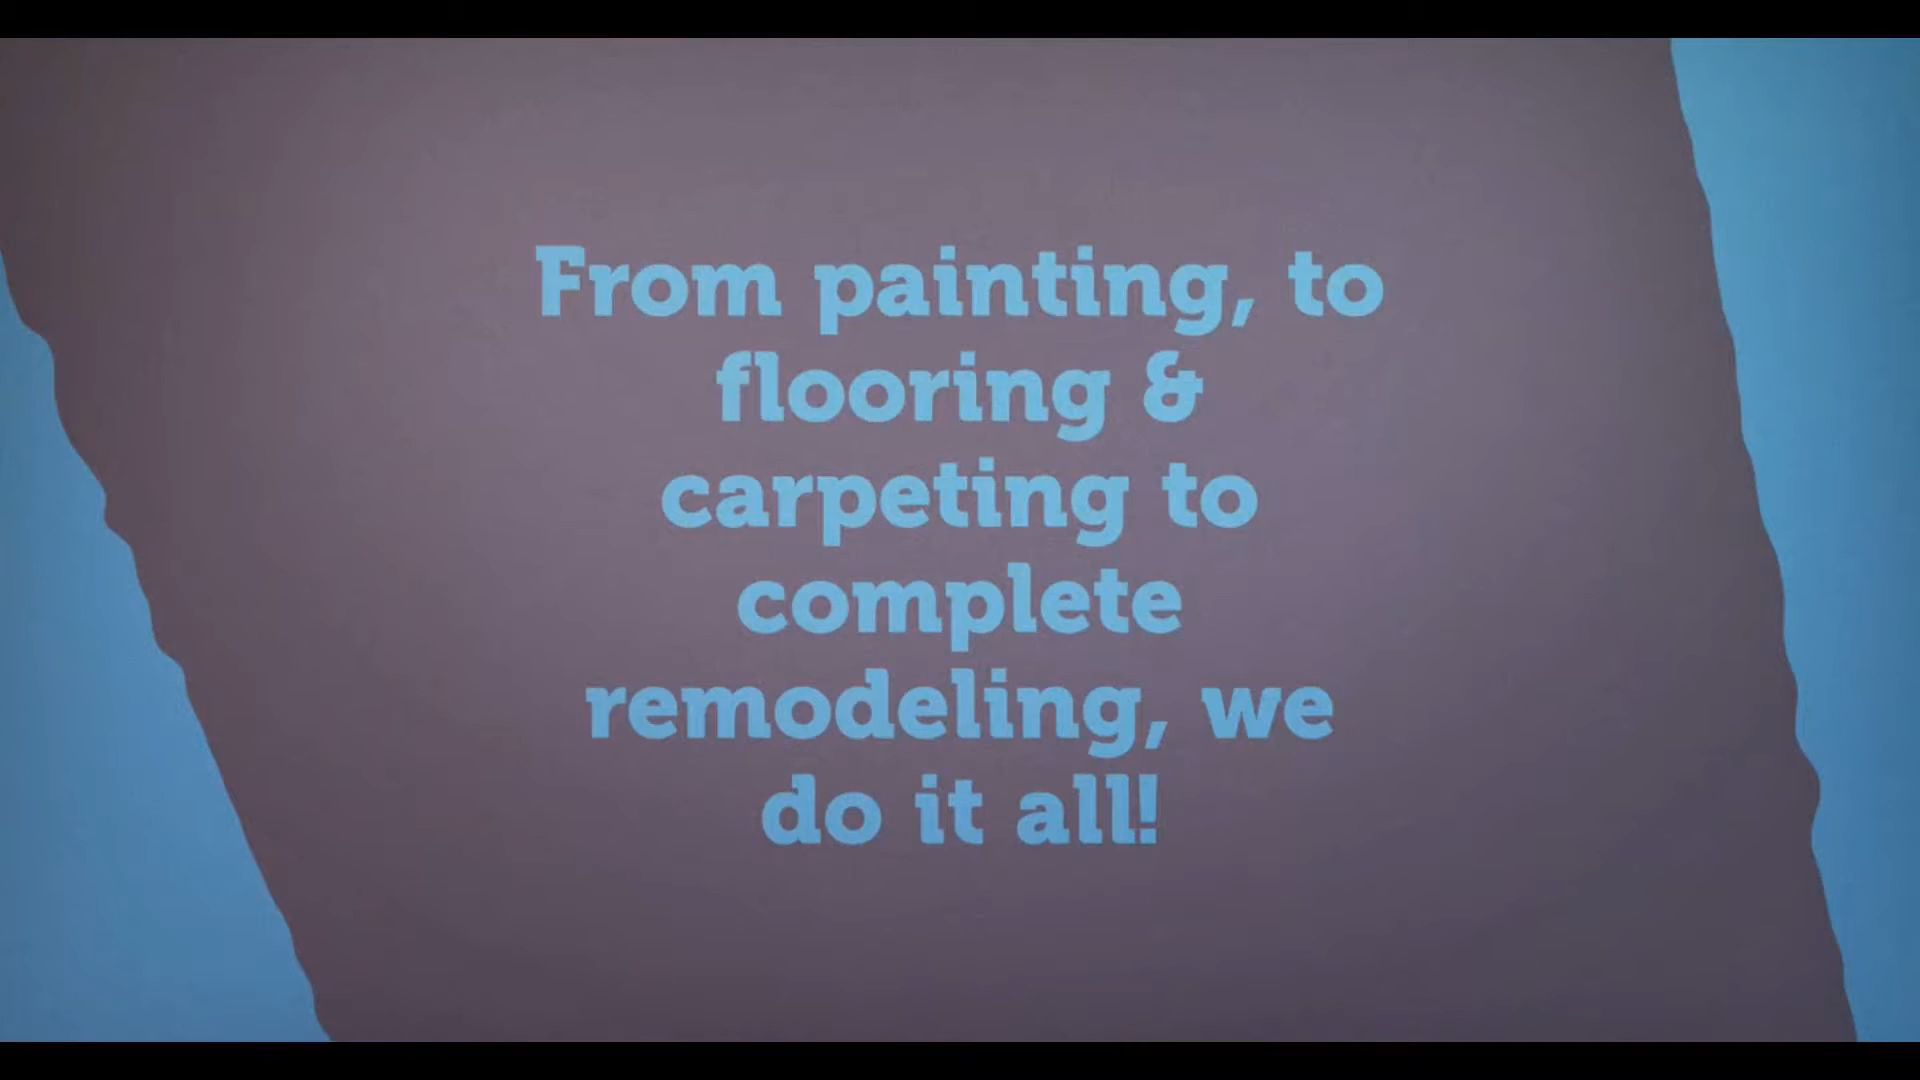 From painting, to
flooring &
carpeting to
complete
remodeling, we
do it all!